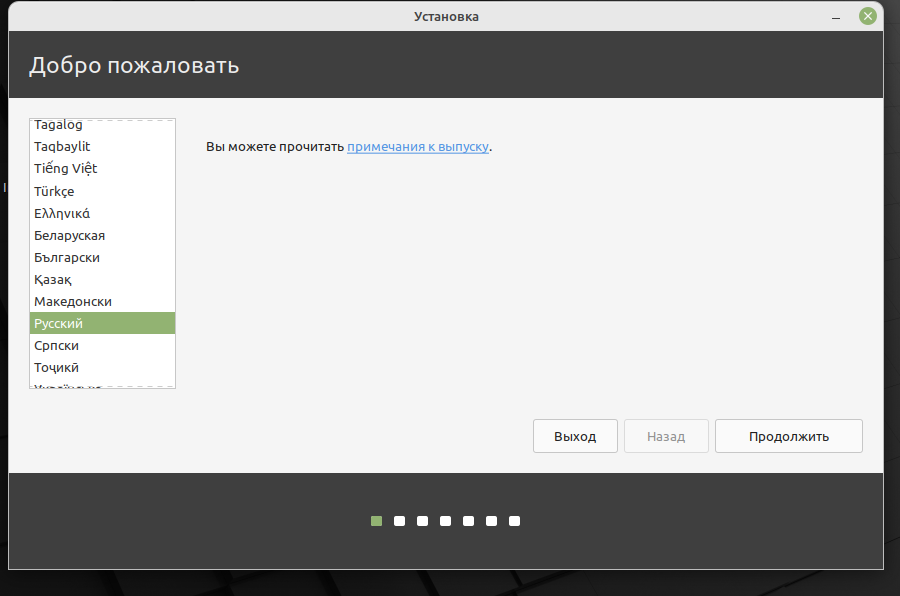 Установка
Добро пожаловать
Tagalog
Taqbaylit
Tiếng Việt
Türkçe
Ελληνικά
Беларуская
Български
Қазақ
Македонски
Русский
Српски
Тоҷикӣ
Вы можете прочитать примечания к выпуску.
Выход
Назад
Продолжить